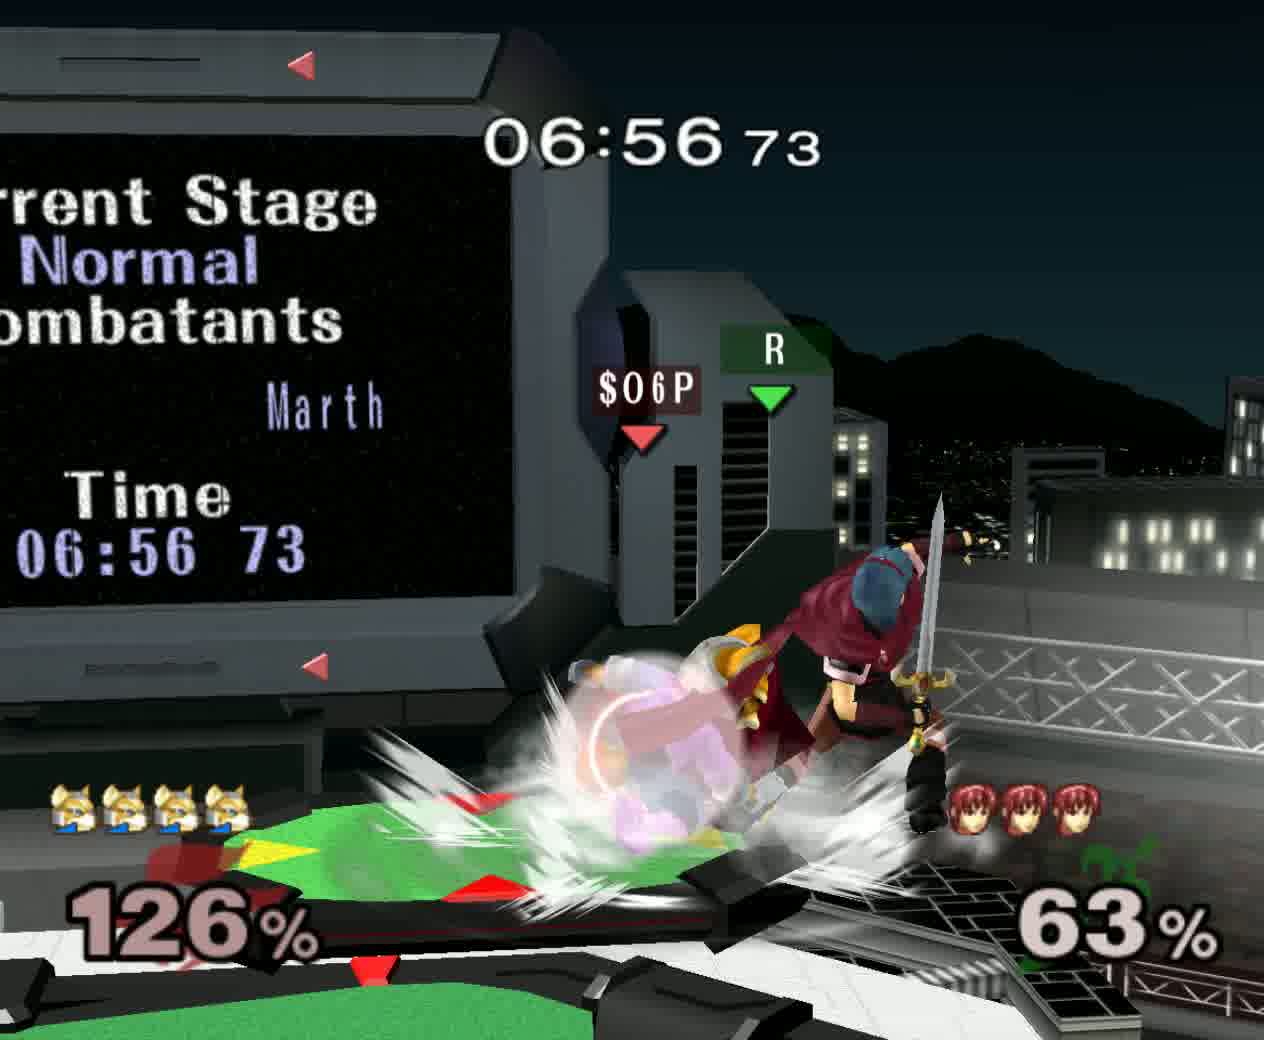 06:56 73
rrent Stage
Normal
ombatants
Marth
Time
06:56 73
$06P
R
126%
63%